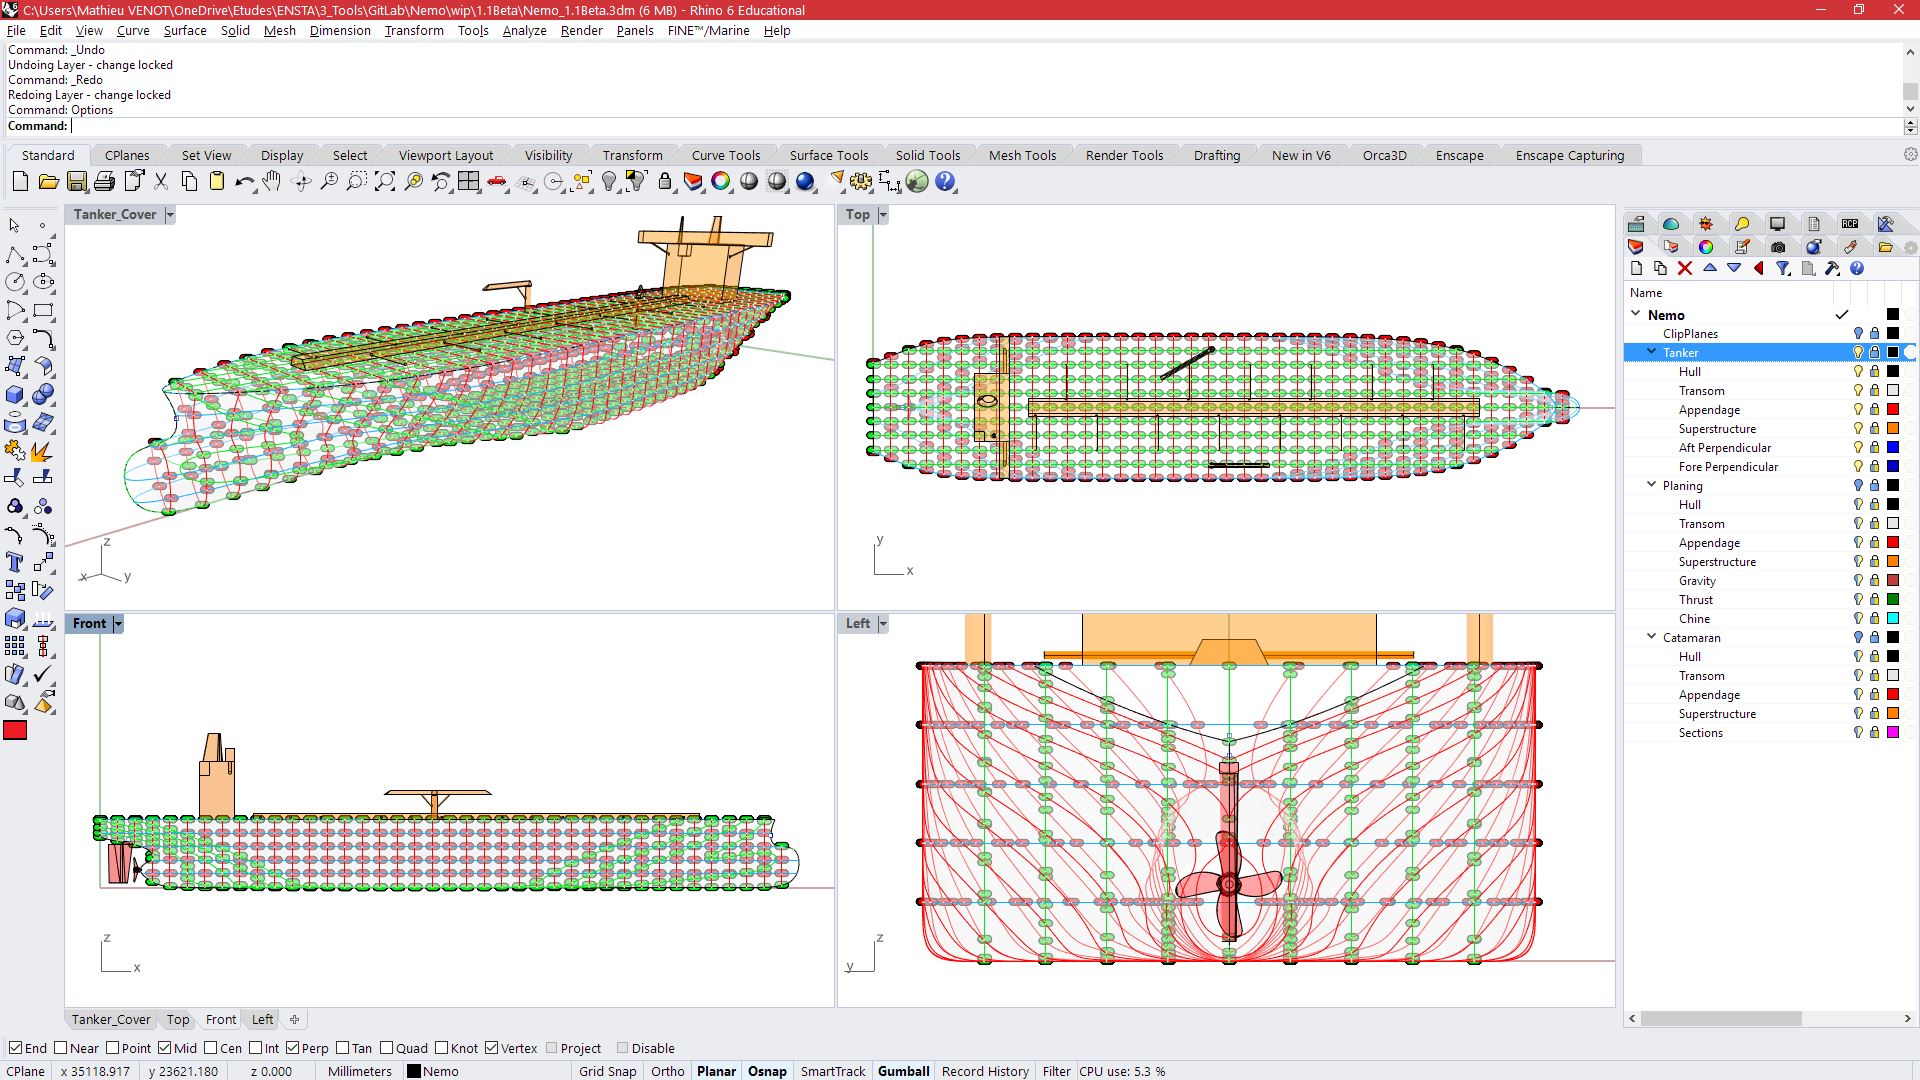 C:\Users\Mathieu VENOT\OneDrive\Etudes\ENSTA\3_Tools\GitLab\Nemo\wip\1.1Beta\Nemo_1.1Beta.3dm (6 MB) - Rhino 6 Educational
File Edit View Curve Surface Solid Mesh Dimension Transform Tools Analyze Render Panels FINE™/Marine Help
Command: _Undo
Undoing Layer - change locked
Command: _Redo
Redoing Layer - change locked
Command: Options
Command:
Standard CPlanes Set View Display Select Viewport Layout Visibility Transform Curve Tools Surface Tools Solid Tools Mesh Tools Render Tools Drafting New in V6 Orca3D Enscape Enscape Capturing
Tanker_Cover
z
x y
Top
y
x
Front
z
x
Left
z
y
RCP
Name
Nemo
ClipPlanes
Tanker
Hull
Transom
Appendage
Superstructure
Aft Perpendicular
Fore Perpendicular
Planing
Hull
Transom
Appendage
Superstructure
Gravity
Thrust
Chine
Catamaran
Hull
Transom
Appendage
Superstructure
Sections
Tanker_Cover Top Front Left
End Near Point Mid Cen Int Perp Tan Quad Knot Vertex Project Disable
CPlane x 35118.917 y 23621.180 z 0.000 Millimeters Nemo Grid Snap Ortho Planar Osnap SmartTrack Gumball Record History Filter CPU use: 5.3 %